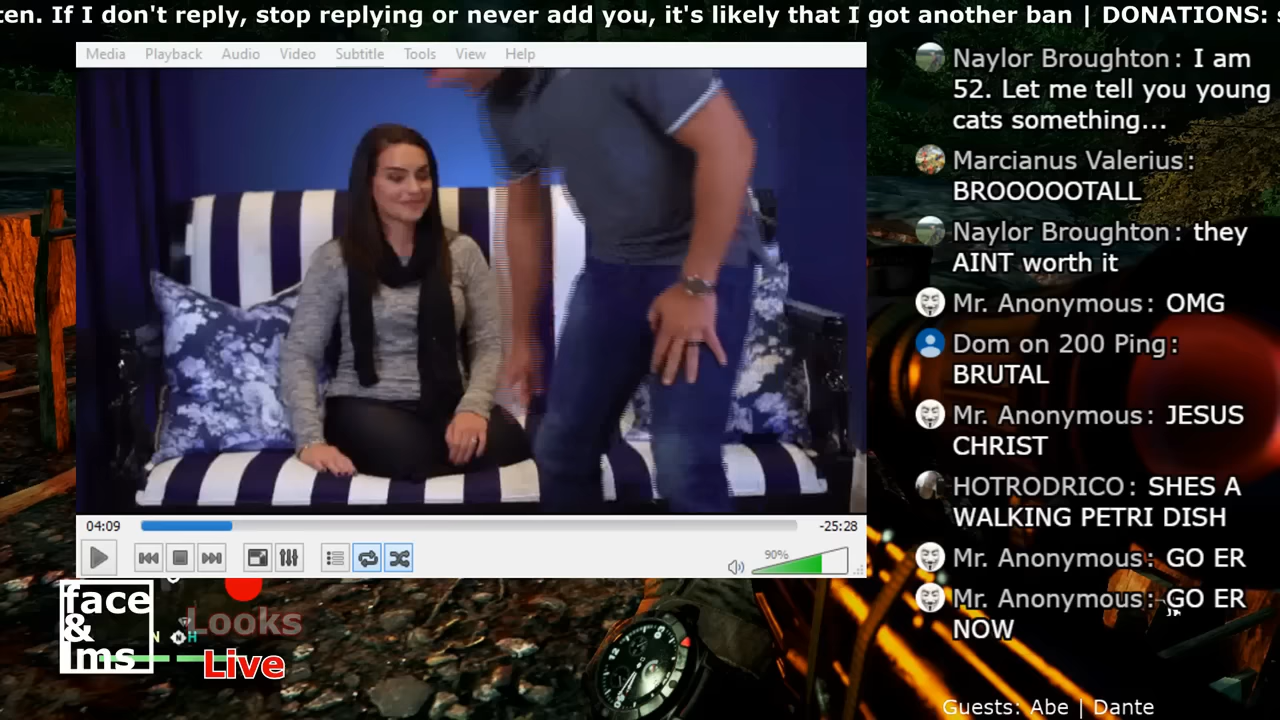 ten. If I don't reply, stop replying or never add you, it's likely that I got another ban | DONATIONS:
Media Playback Audio Video Subtitle Tools View Help
04:09
-25:28
90%
Naylor Broughton: I am
52. Let me tell you young
cats something...
Marcianus Valerius:
BROOOOOTALL
Naylor Broughton: they
AINT worth it
Mr. Anonymous: OMG
Dom on 200 Ping:
BRUTAL
Mr. Anonymous: JESUS
CHRIST
HOTRODRICO: SHES A
WALKING PETRI DISH
Mr. Anonymous: GO ER
Mr. Anonymous: GO ER
NOW
face
&
lms
Looks
Live
N
H
Guests: Abe | Dante